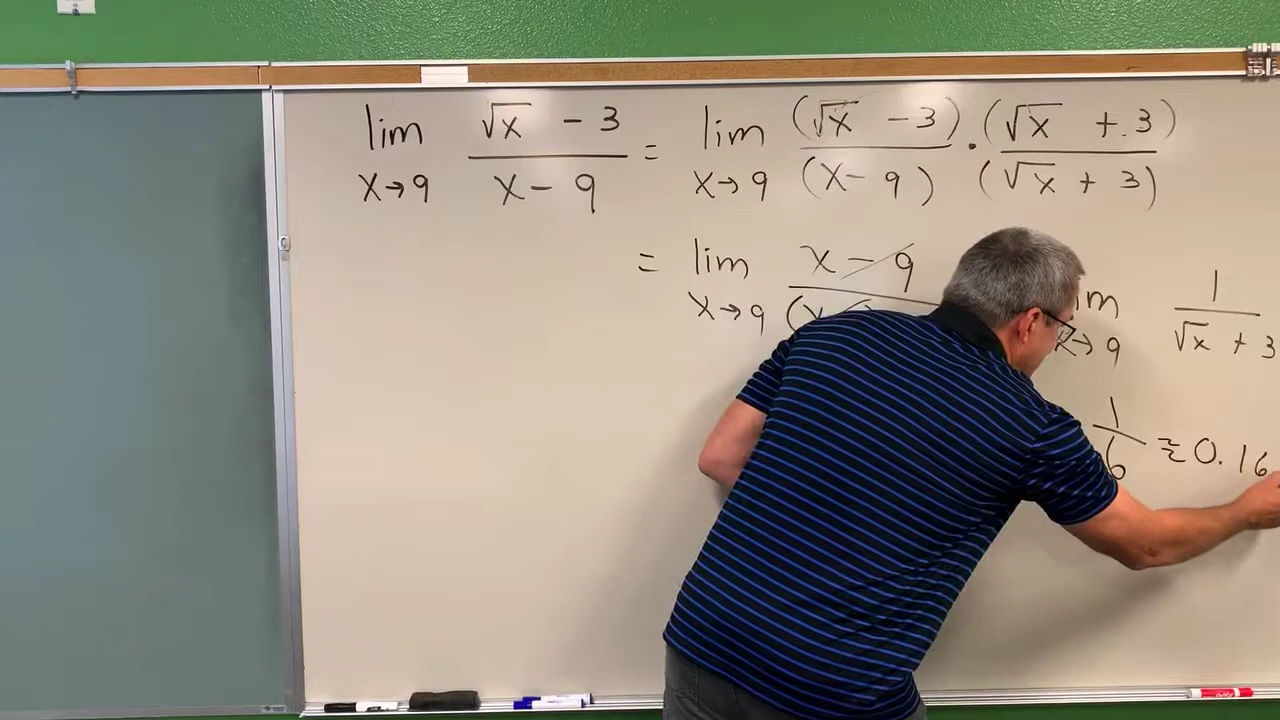 lim x→9 (√x - 3)/(x - 9) = lim x→9 (√x - 3)/(x - 9) · (√x + 3)/(√x + 3)
= lim x→9 x - 9
lim x→9 1/(√x + 3)
1/6 ≈ 0.16